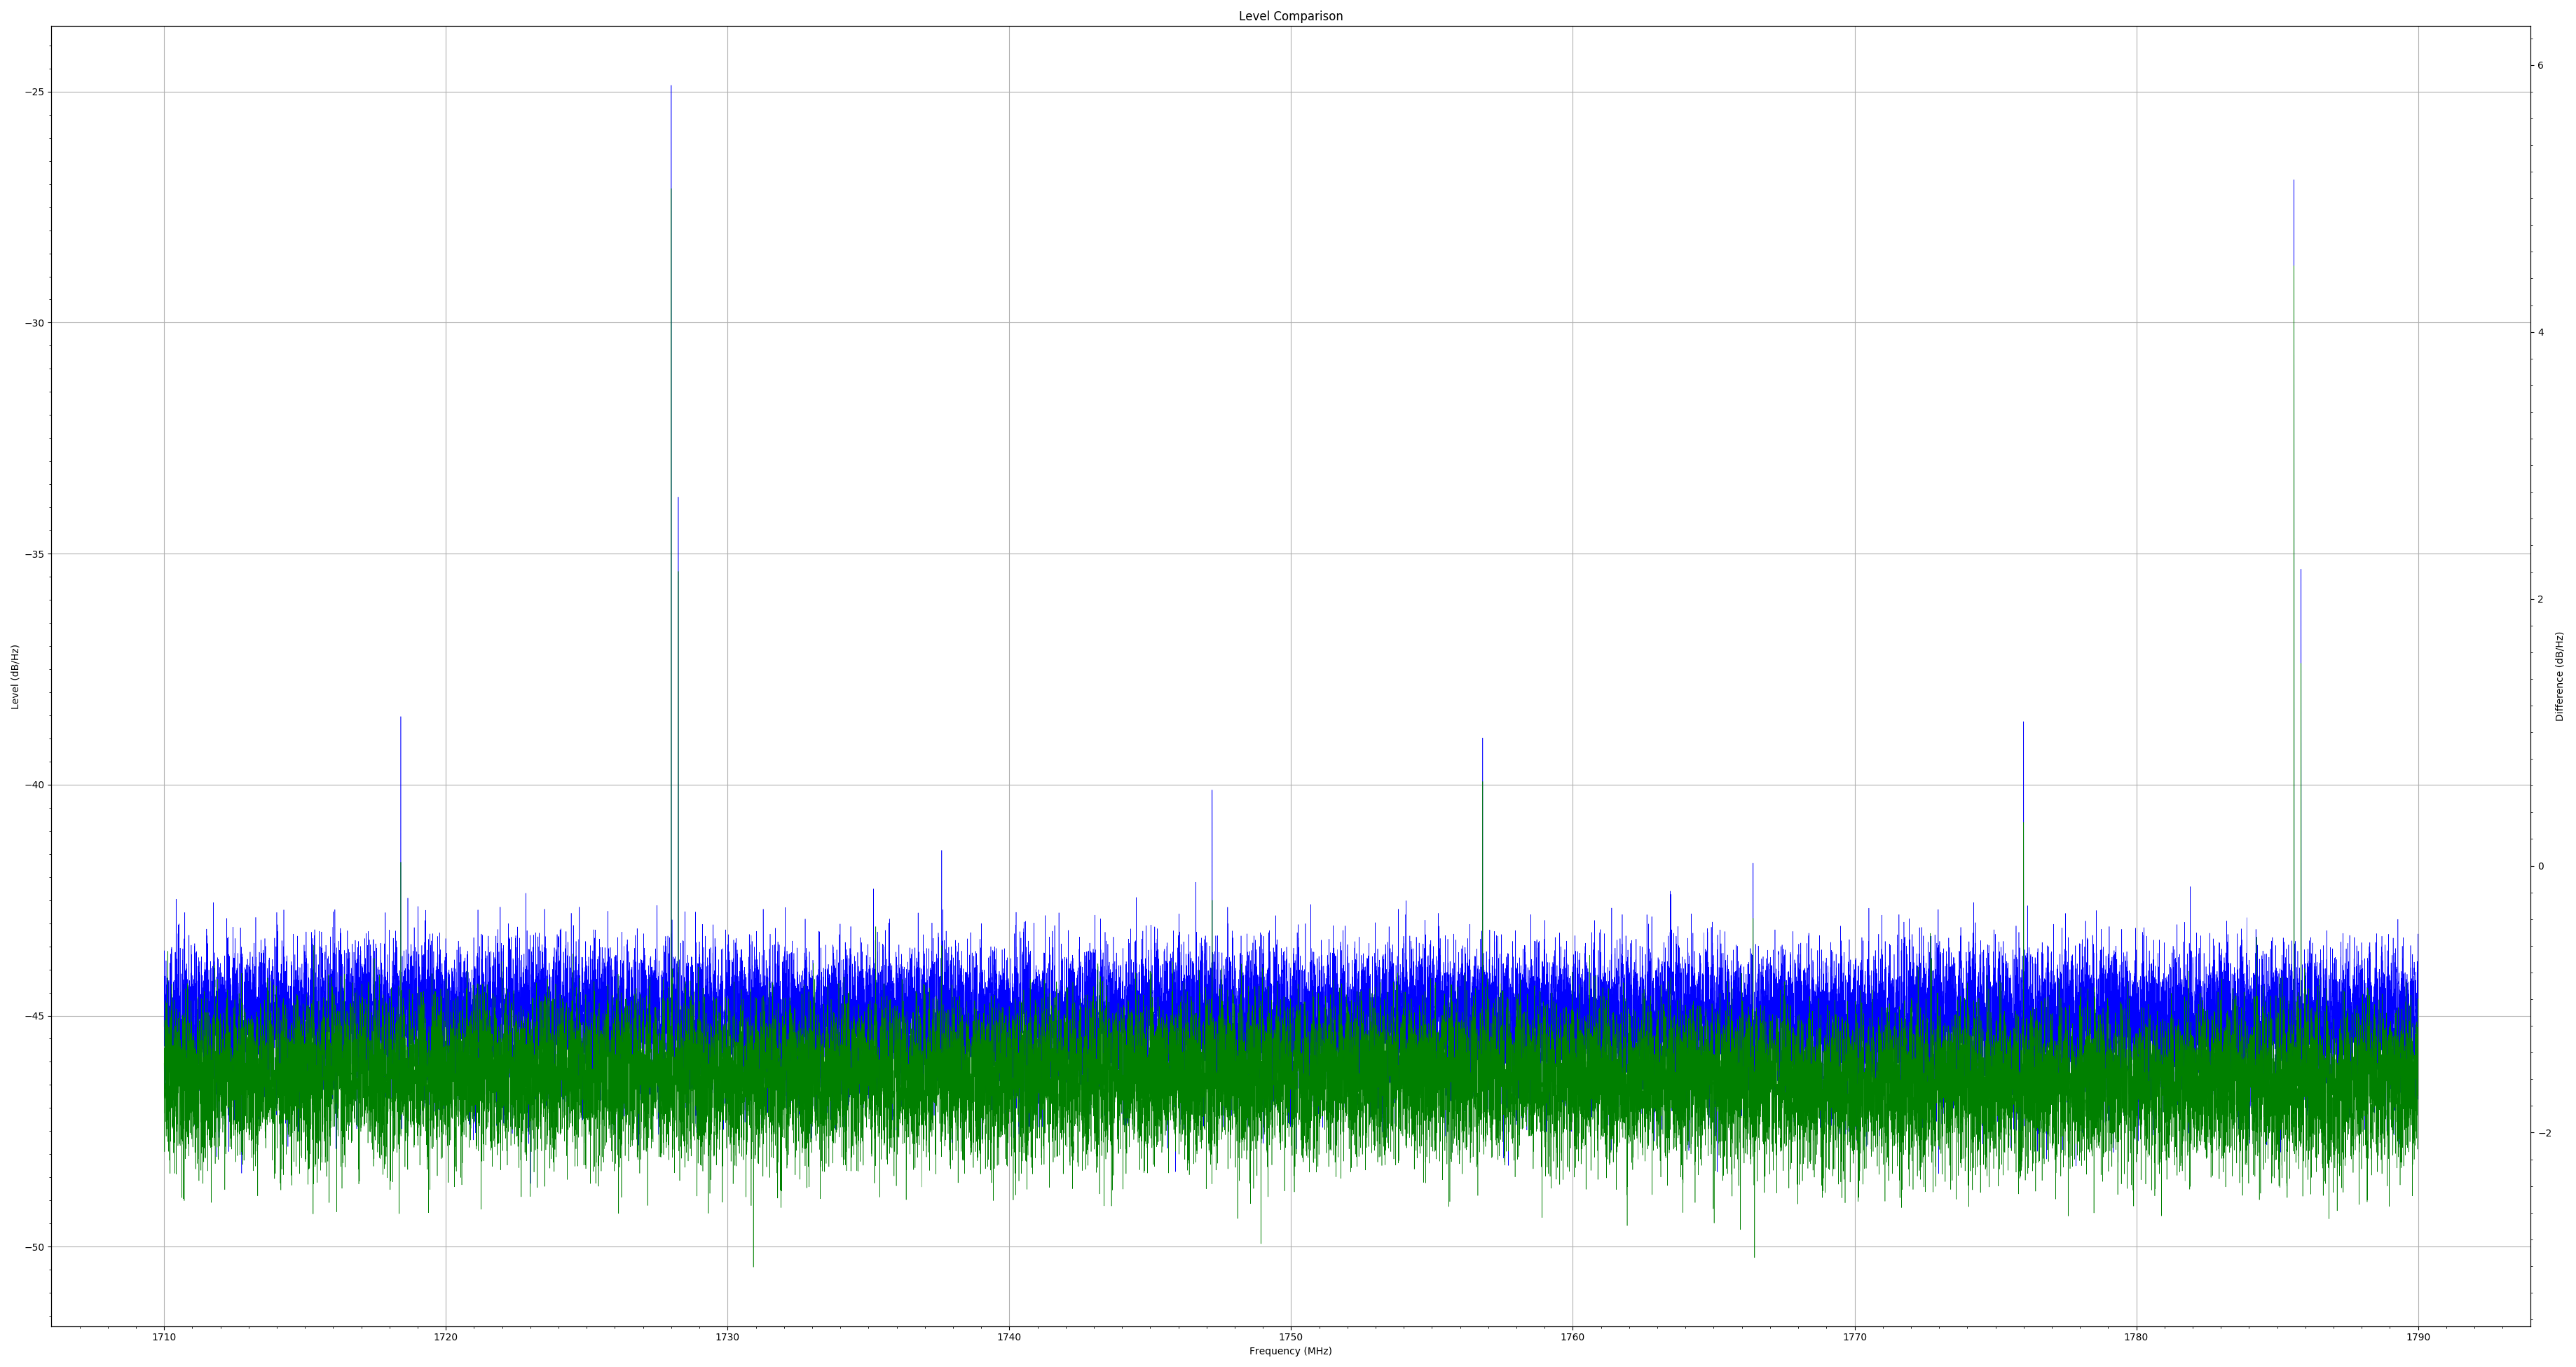 Level Comparison
−25
−30
−35
−40
−45
−50
Level (dB/Hz)
6
4
2
0
−2
Difference (dB/Hz)
1710 1720 1730 1740 1750 1760 1770 1780 1790
Frequency (MHz)